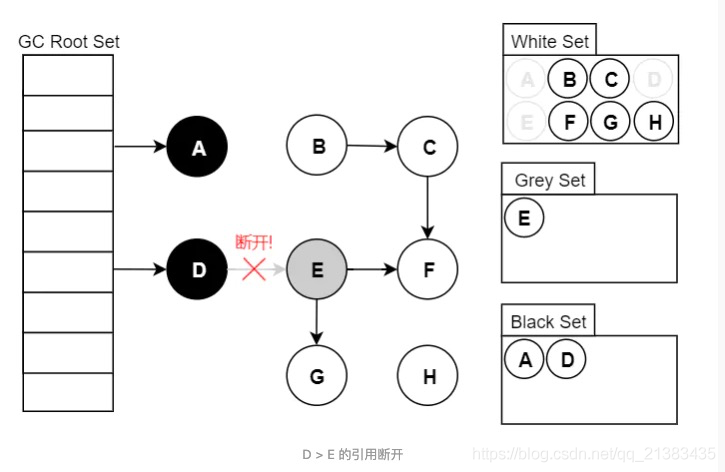 GC Root Set
White Set
A B C D
E F G H
A
B
C
Grey Set
E
断开!
D
E
F
Black Set
A D
G
H
D > E 的引用断开
https://blog.csdn.net/qq_21383435